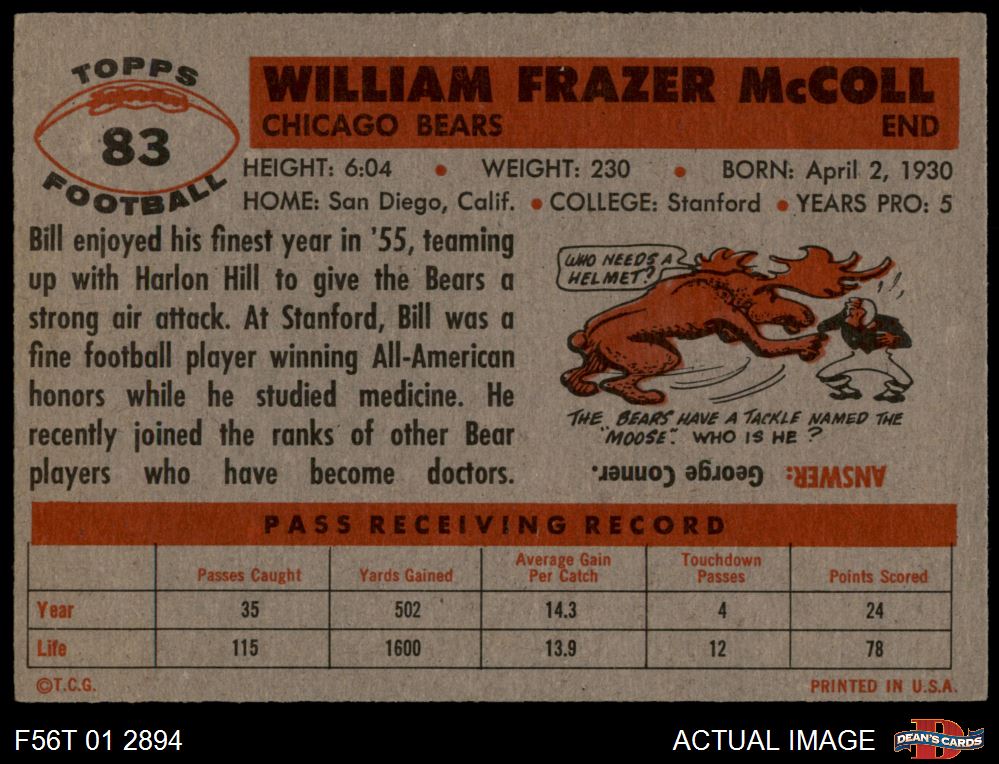 TOPPS
83
FOOTBALL
WILLIAM FRAZER McCOLL
CHICAGO BEARS END
HEIGHT: 6:04 • WEIGHT: 230 • BORN: April 2, 1930
HOME: San Diego, Calif. • COLLEGE: Stanford • YEARS PRO: 5
Bill enjoyed his finest year in '55, teaming
up with Harlon Hill to give the Bears a
strong air attack. At Stanford, Bill was a
fine football player winning All-American
honors while he studied medicine. He
recently joined the ranks of other Bear
players who have become doctors.
WHO NEEDS A
HELMET?
THE BEARS HAVE A TACKLE NAMED THE
"MOOSE". WHO IS HE?
ANSWER: George Conner.
PASS RECEIVING RECORD
Passes Caught Yards Gained Average Gain Per Catch Touchdown Passes Points Scored
Year 35 502 14.3 4 24
Life 115 1600 13.9 12 78
©T.C.G. PRINTED IN U.S.A.
F56T 01 2894 ACTUAL IMAGE DEAN'S CARDS